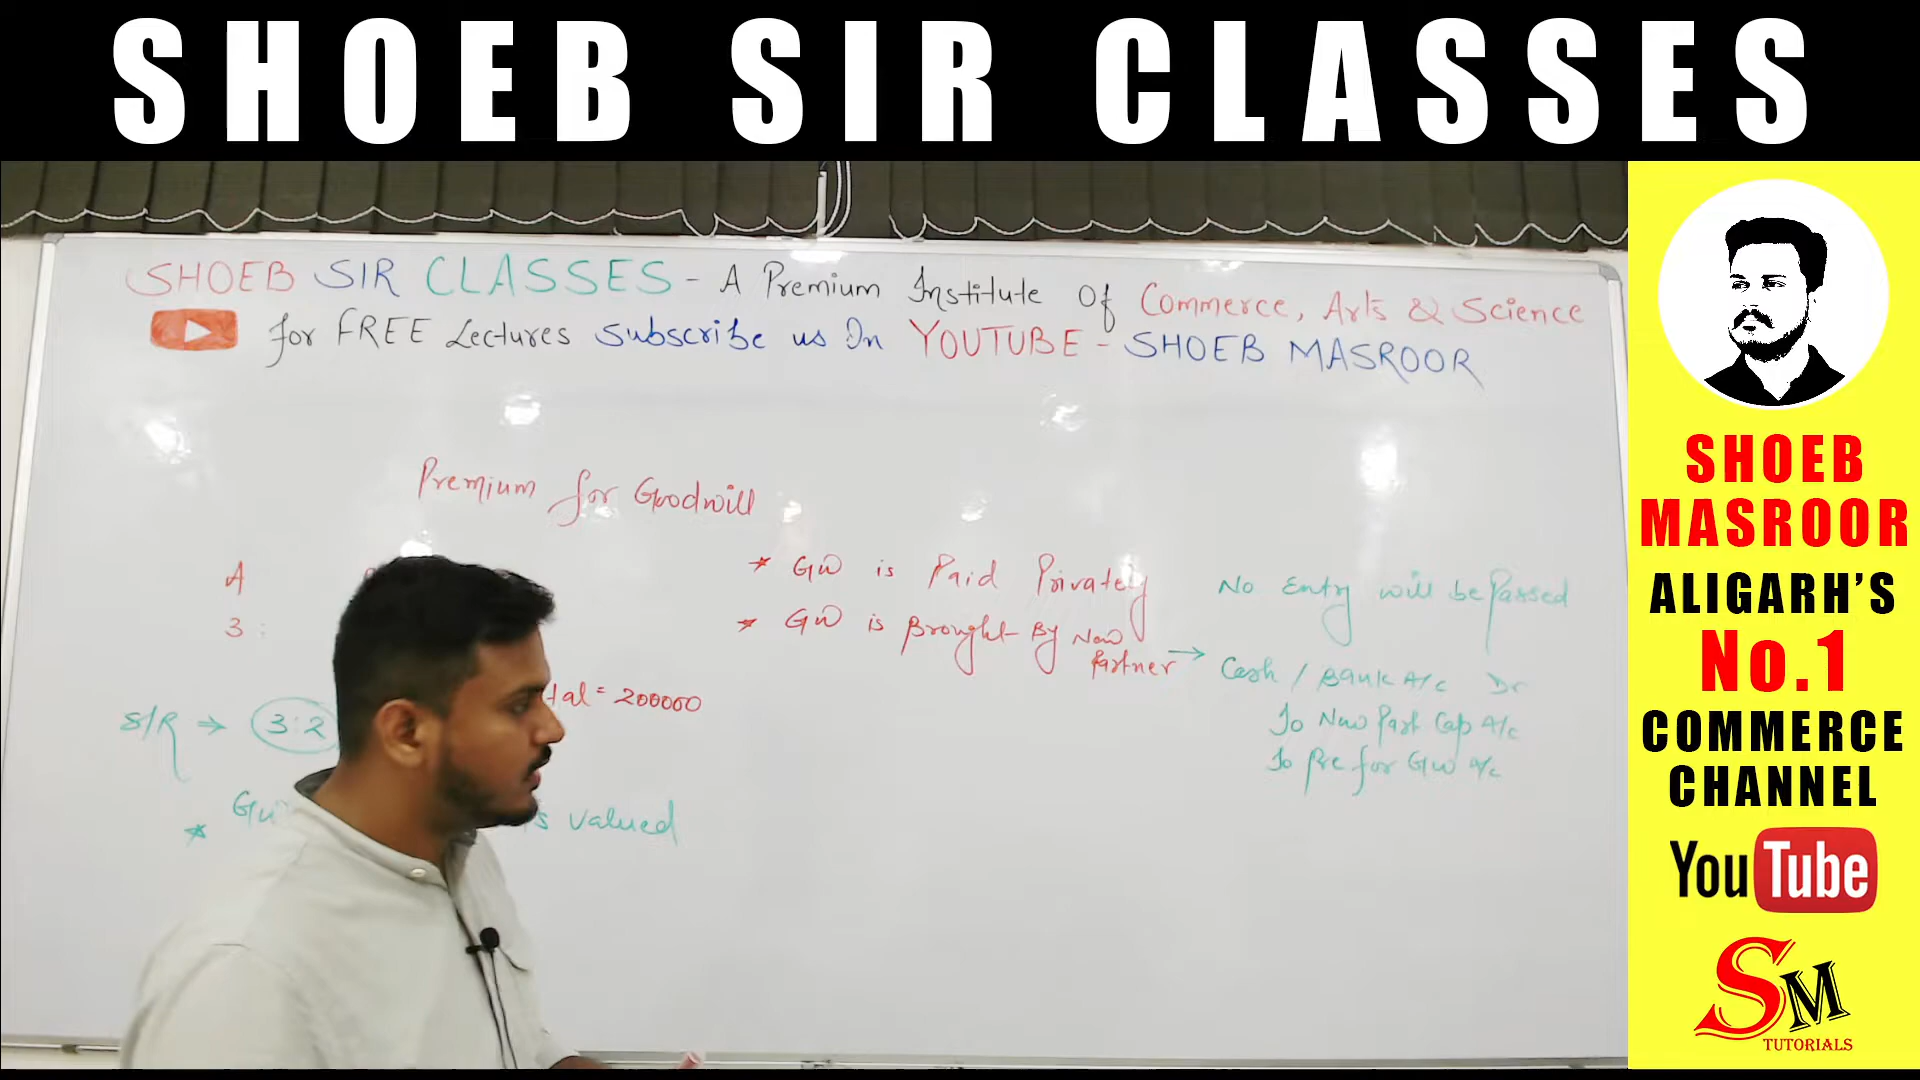 SHOEB SIR CLASSES
SHOEB SIR CLASSES - A Premium Institute Of Commerce, Arts & Science
for FREE Lectures Subscribe us On YOUTUBE - SHOEB MASROOR
Premium for Goodwill
A
3 :
tal = 200000
S/R → 3:2
* Gw s valued
* GW is Paid Privately
* GW is Brought By New Partner →
No Entry will be Passed
Cash / Bank A/c Dr
To New Part Cap A/c
To Pre for GW A/c
SHOEB
MASROOR
ALIGARH'S
No.1
COMMERCE
CHANNEL
YouTube
SM
TUTORIALS